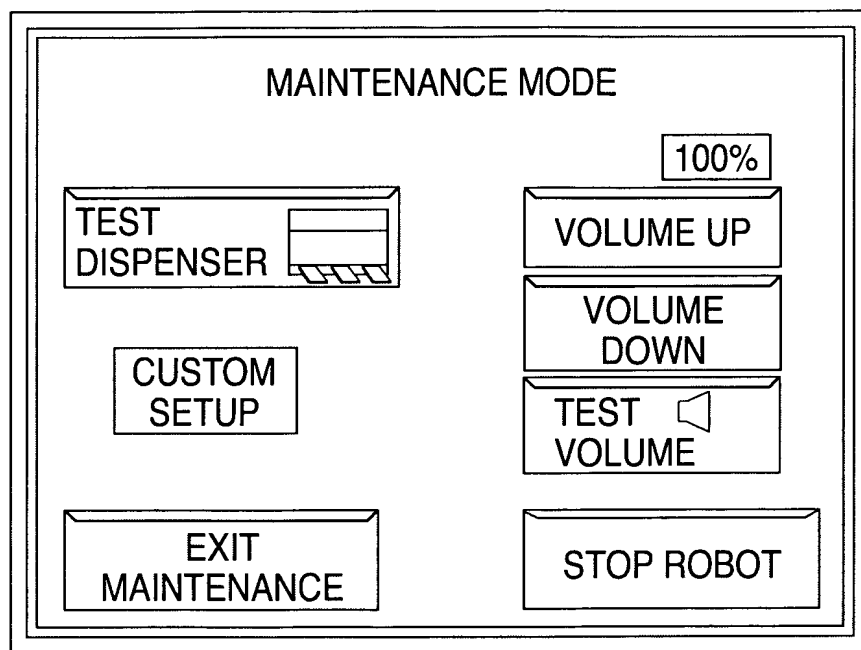 MAINTENANCE MODE
100%
TEST
DISPENSER
VOLUME UP
VOLUME
DOWN
CUSTOM
SETUP
TEST
VOLUME
EXIT
MAINTENANCE
STOP ROBOT